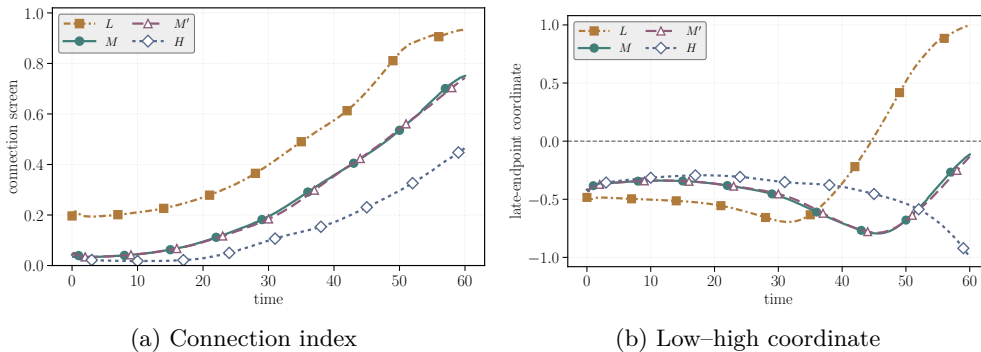 1.0
0.8
0.6
0.4
0.2
0.0
connection screen
L
M
M′
H
0 10 20 30 40 50 60
time
(a) Connection index
1.0
0.5
0.0
−0.5
−1.0
late-endpoint coordinate
L
M
M′
H
0 10 20 30 40 50 60
time
(b) Low–high coordinate